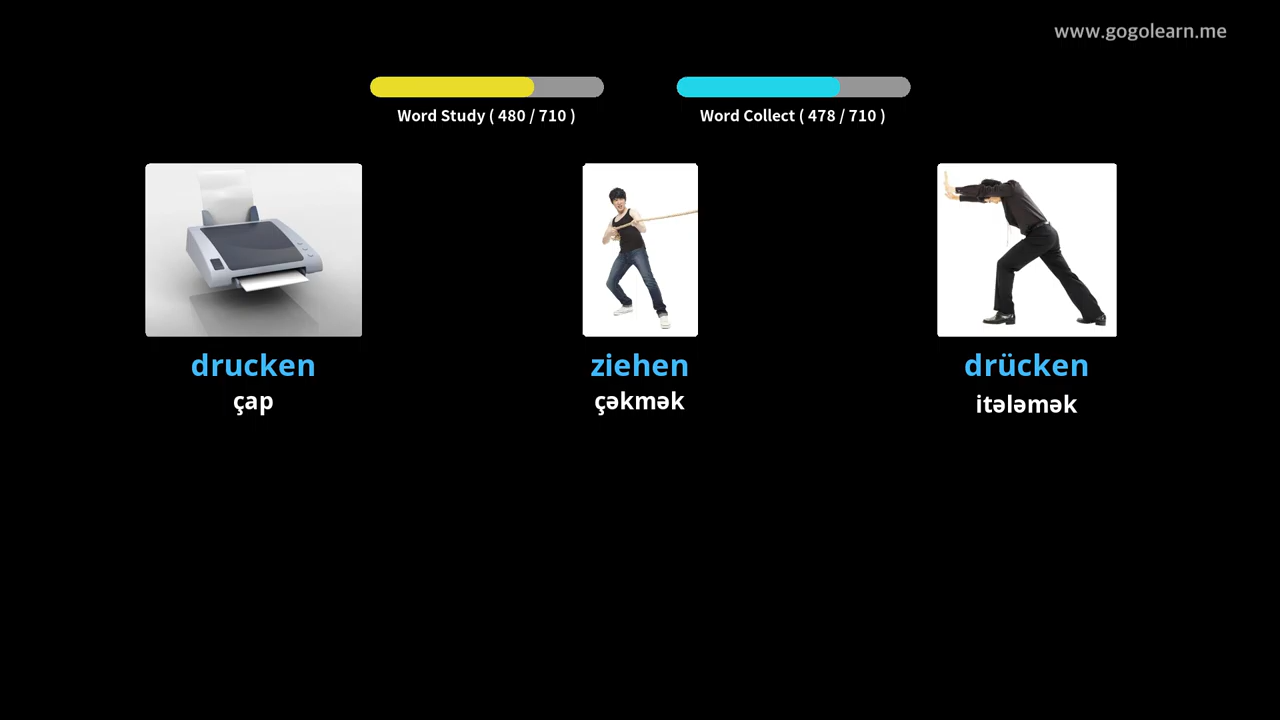 www.gogolearn.me
Word Study ( 480 / 710 )
Word Collect ( 478 / 710 )
drucken
çap
ziehen
çəkmək
drücken
itələmək